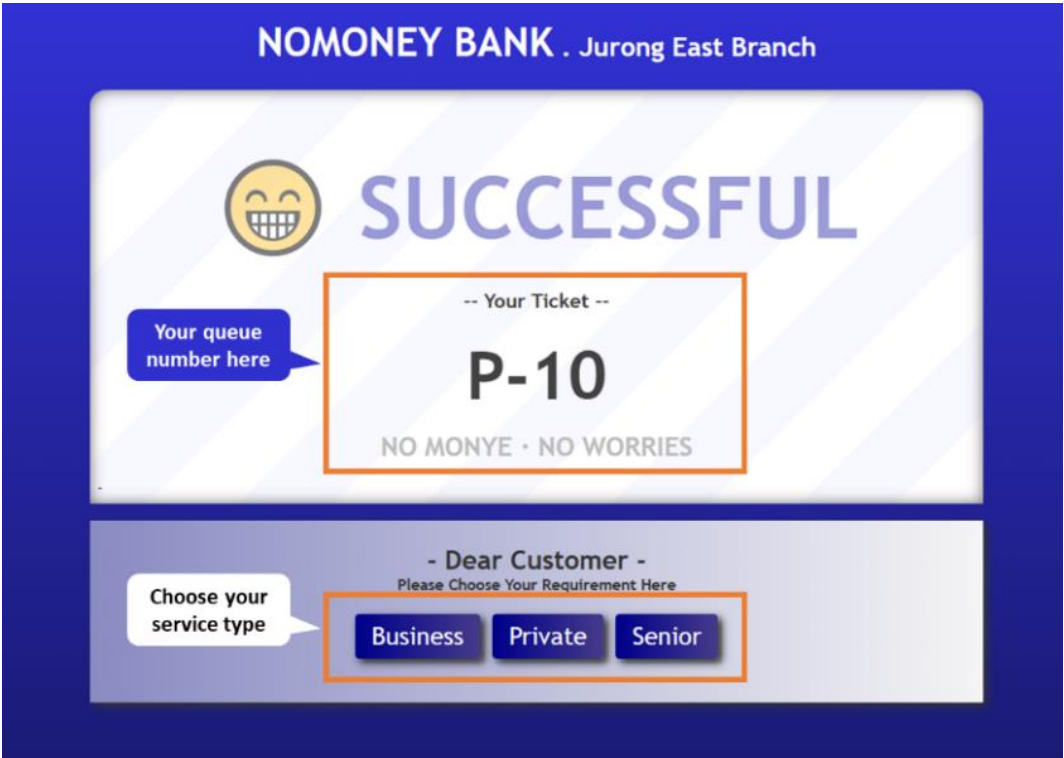 NOMONEY BANK . Jurong East Branch
SUCCESSFUL
-- Your Ticket --
Your queue
number here
P-10
NO MONYE · NO WORRIES
-
- Dear Customer -
Please Choose Your Requirement Here
Choose your
service type
Business Private Senior